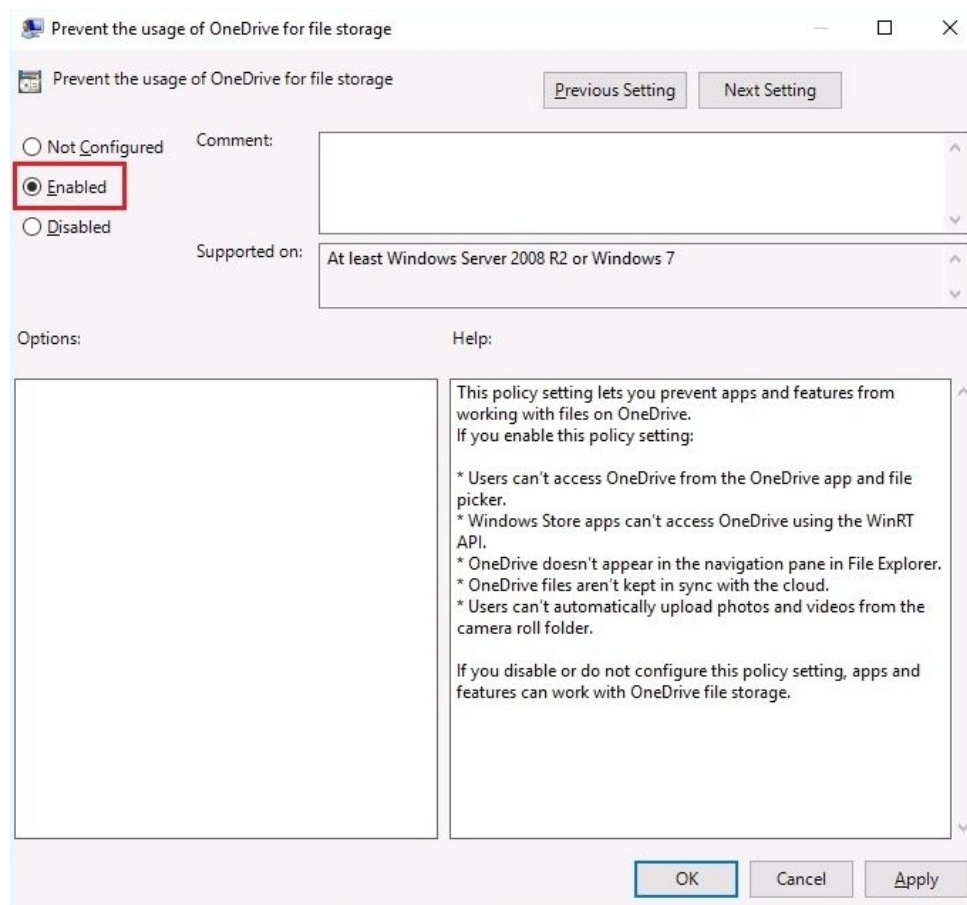 Prevent the usage of OneDrive for file storage
Prevent the usage of OneDrive for file storage
Previous Setting
Next Setting
Not Configured
Comment:
Enabled
Disabled
Supported on:
At least Windows Server 2008 R2 or Windows 7
Options:
Help:
This policy setting lets you prevent apps and features from
working with files on OneDrive.
If you enable this policy setting:
* Users can't access OneDrive from the OneDrive app and file
picker.
* Windows Store apps can't access OneDrive using the WinRT
API.
* OneDrive doesn't appear in the navigation pane in File Explorer.
* OneDrive files aren't kept in sync with the cloud.
* Users can't automatically upload photos and videos from the
camera roll folder.
If you disable or do not configure this policy setting, apps and
features can work with OneDrive file storage.
OK
Cancel
Apply